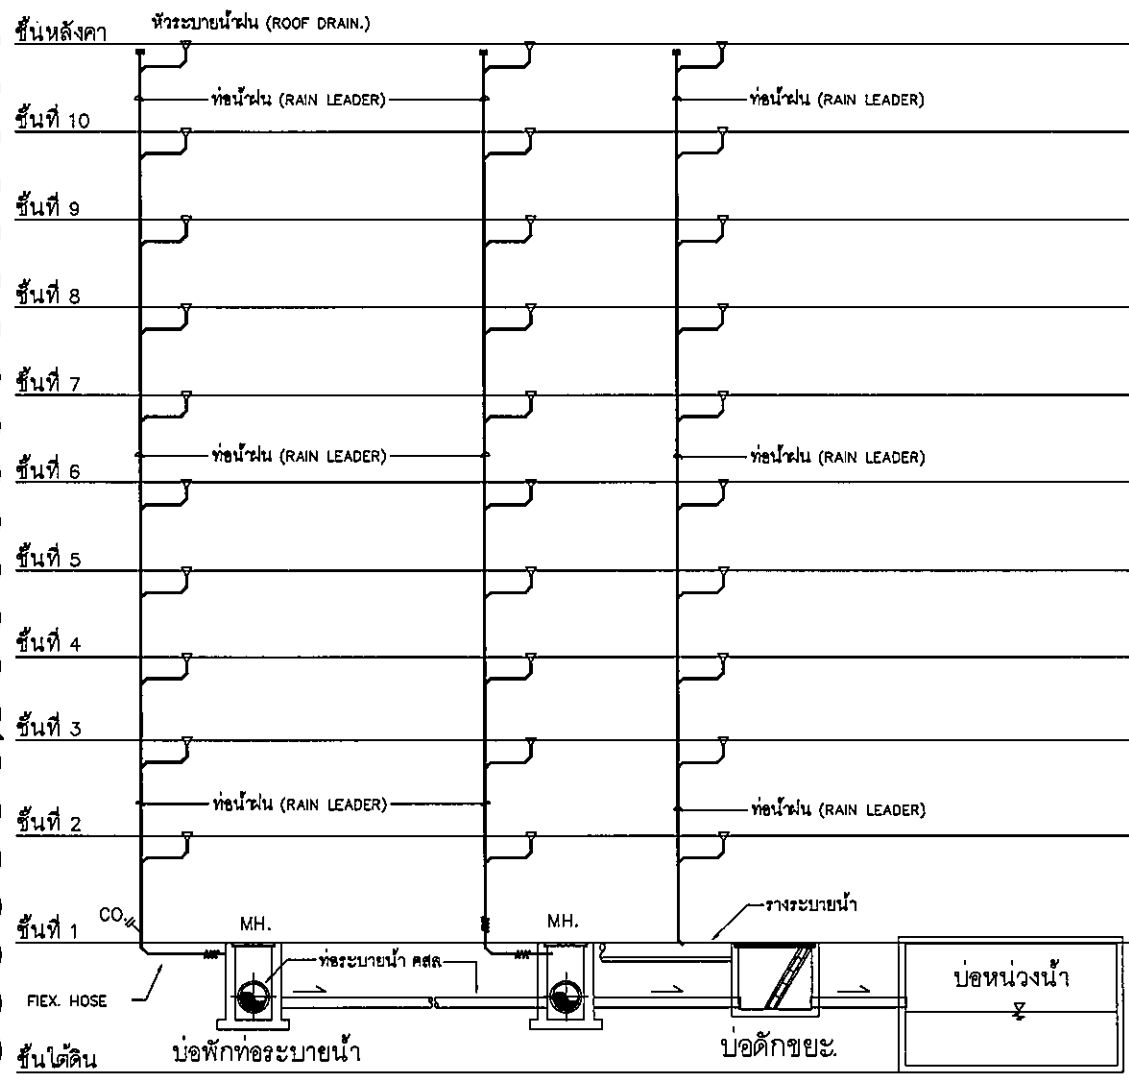 ชั้นหลังคา
หัวระบายน้ำฝน (ROOF DRAIN.)
ท่อน้ำฝน (RAIN LEADER)
ท่อน้ำฝน (RAIN LEADER)
ชั้นที่ 10
ชั้นที่ 9
ชั้นที่ 8
ชั้นที่ 7
ท่อน้ำฝน (RAIN LEADER)
ท่อน้ำฝน (RAIN LEADER)
ชั้นที่ 6
ชั้นที่ 5
ชั้นที่ 4
ชั้นที่ 3
ท่อน้ำฝน (RAIN LEADER)
ท่อน้ำฝน (RAIN LEADER)
ชั้นที่ 2
CO.
MH.
MH.
รางระบายน้ำ
ชั้นที่ 1
ท่อระบายน้ำ คสล
บ่อหน่วงน้ำ
FlEX. HOSE
บ่อพักท่อระบายน้ำ
บ่อดักขยะ.
ชั้นใต้ดิน